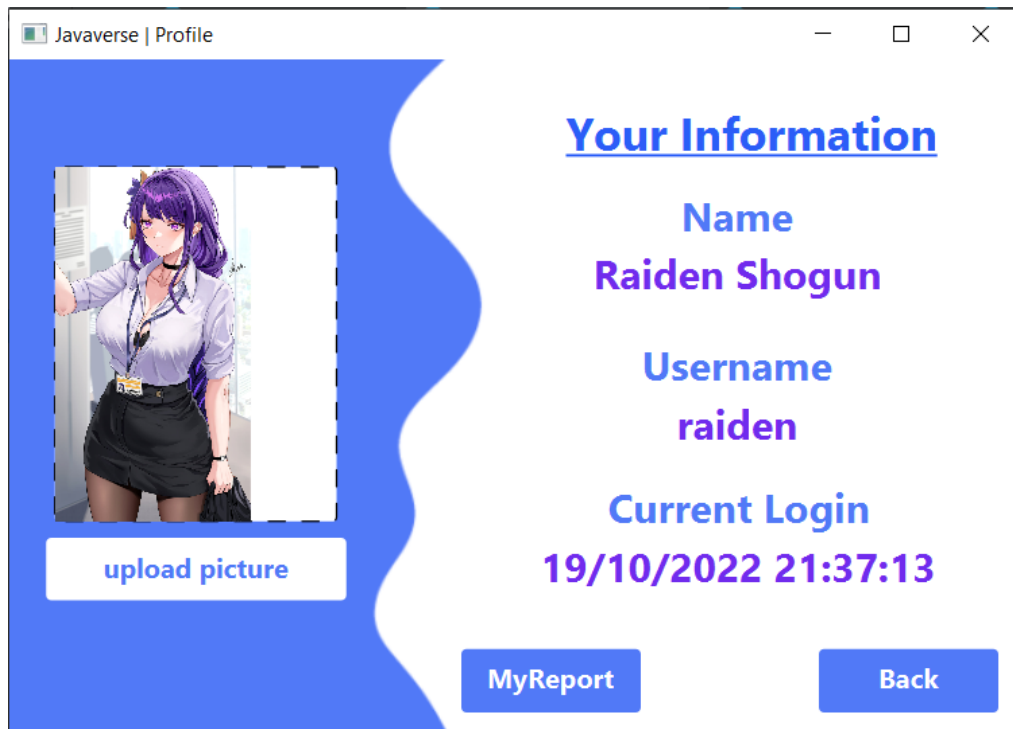 Javaverse | Profile
Your Information
Name
Raiden Shogun
Username
raiden
Current Login
19/10/2022 21:37:13
upload picture
MyReport
Back